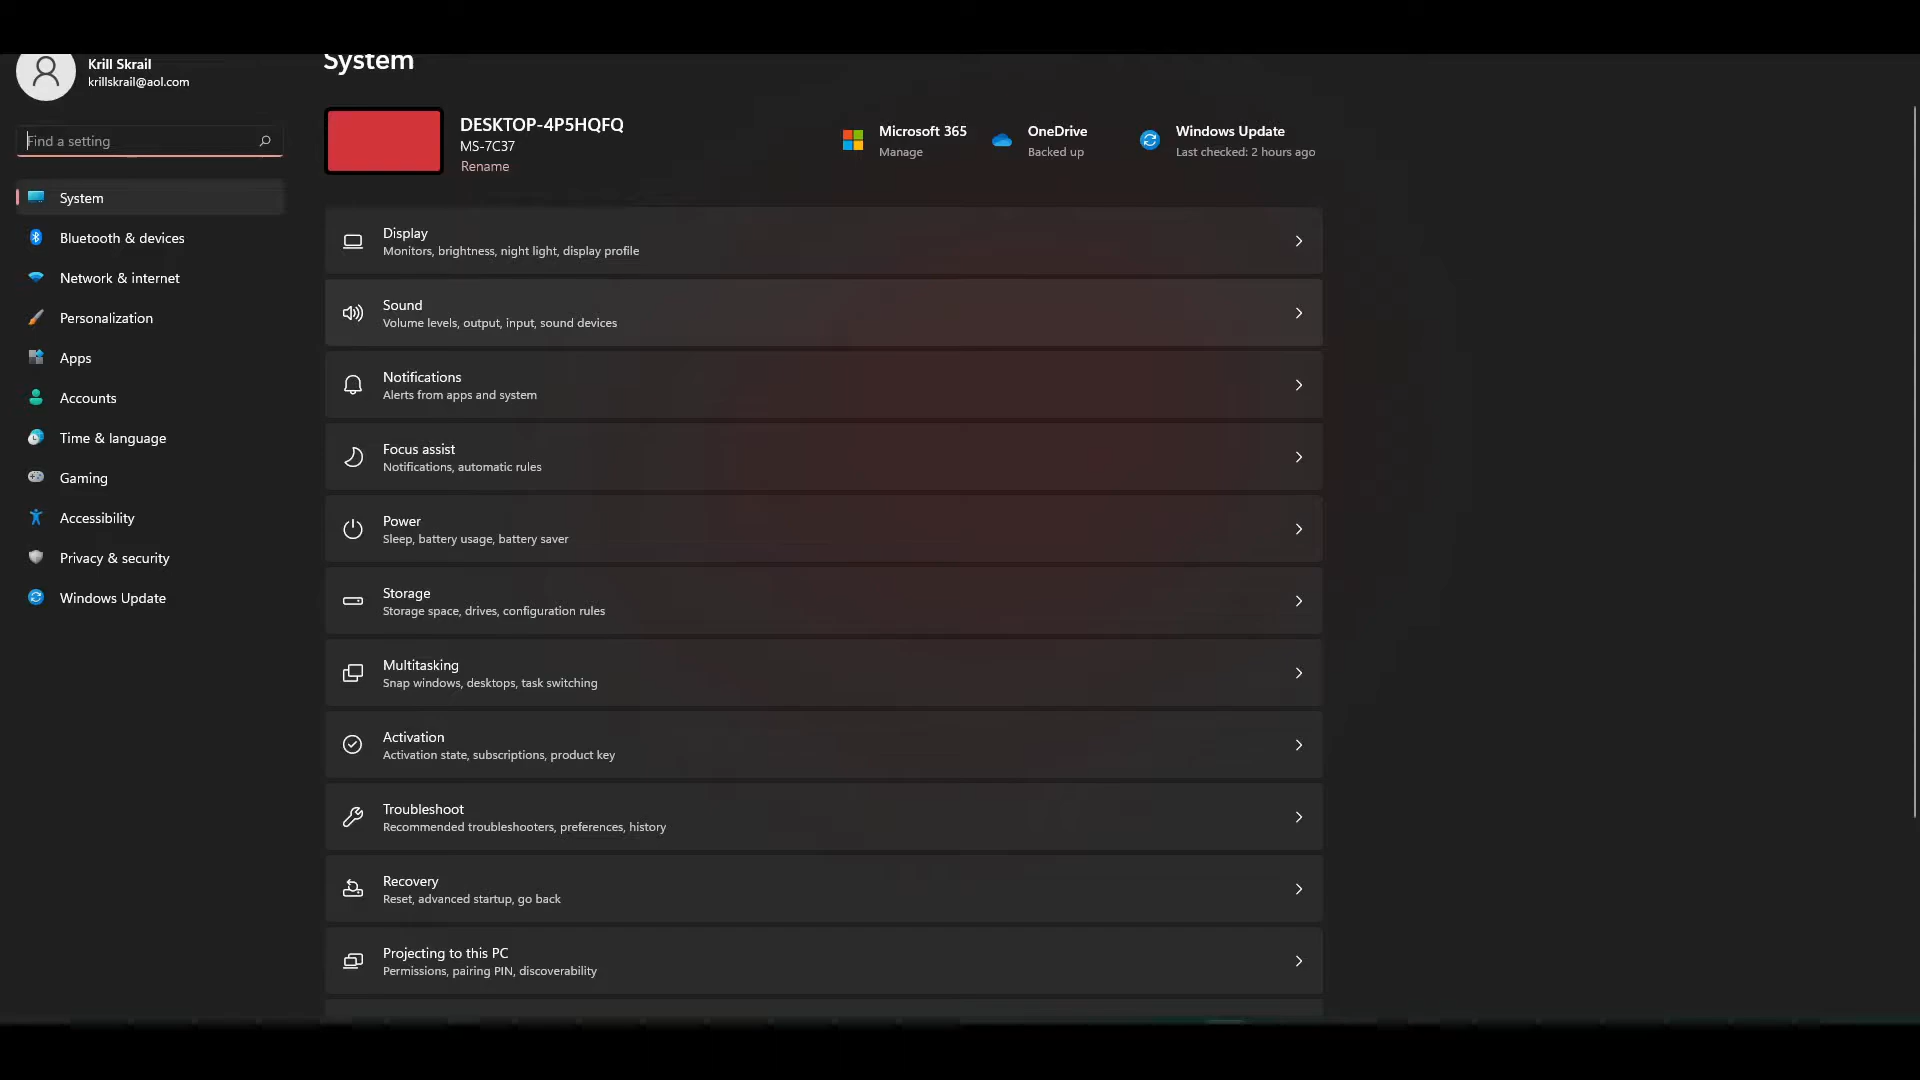 Krill Skrail
krillskrail@aol.com
Find a setting
System
Bluetooth & devices
Network & internet
Personalization
Apps
Accounts
Time & language
Gaming
Accessibility
Privacy & security
Windows Update
System
DESKTOP-4P5HQFQ
MS-7C37
Rename
Microsoft 365
Manage
OneDrive
Backed up
Windows Update
Last checked: 2 hours ago
Display
Monitors, brightness, night light, display profile
Sound
Volume levels, output, input, sound devices
Notifications
Alerts from apps and system
Focus assist
Notifications, automatic rules
Power
Sleep, battery usage, battery saver
Storage
Storage space, drives, configuration rules
Multitasking
Snap windows, desktops, task switching
Activation
Activation state, subscriptions, product key
Troubleshoot
Recommended troubleshooters, preferences, history
Recovery
Reset, advanced startup, go back
Projecting to this PC
Permissions, pairing PIN, discoverability